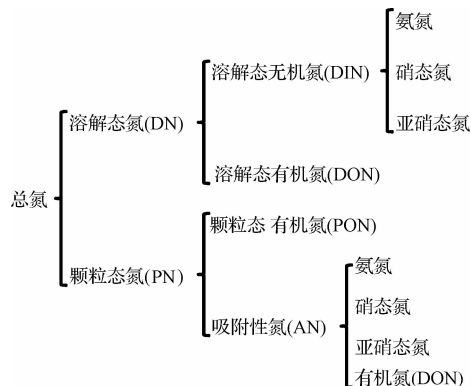 氨氮
溶解态无机氮(DIN)
硝态氮
溶解态氮(DN)
亚硝态氮
溶解态有机氮(DON)
总氮
颗粒态 有机氮(PON)
颗粒态氮(PN)
氨氮
硝态氮
吸附性氮(AN)
亚硝态氮
有机氮(DON)